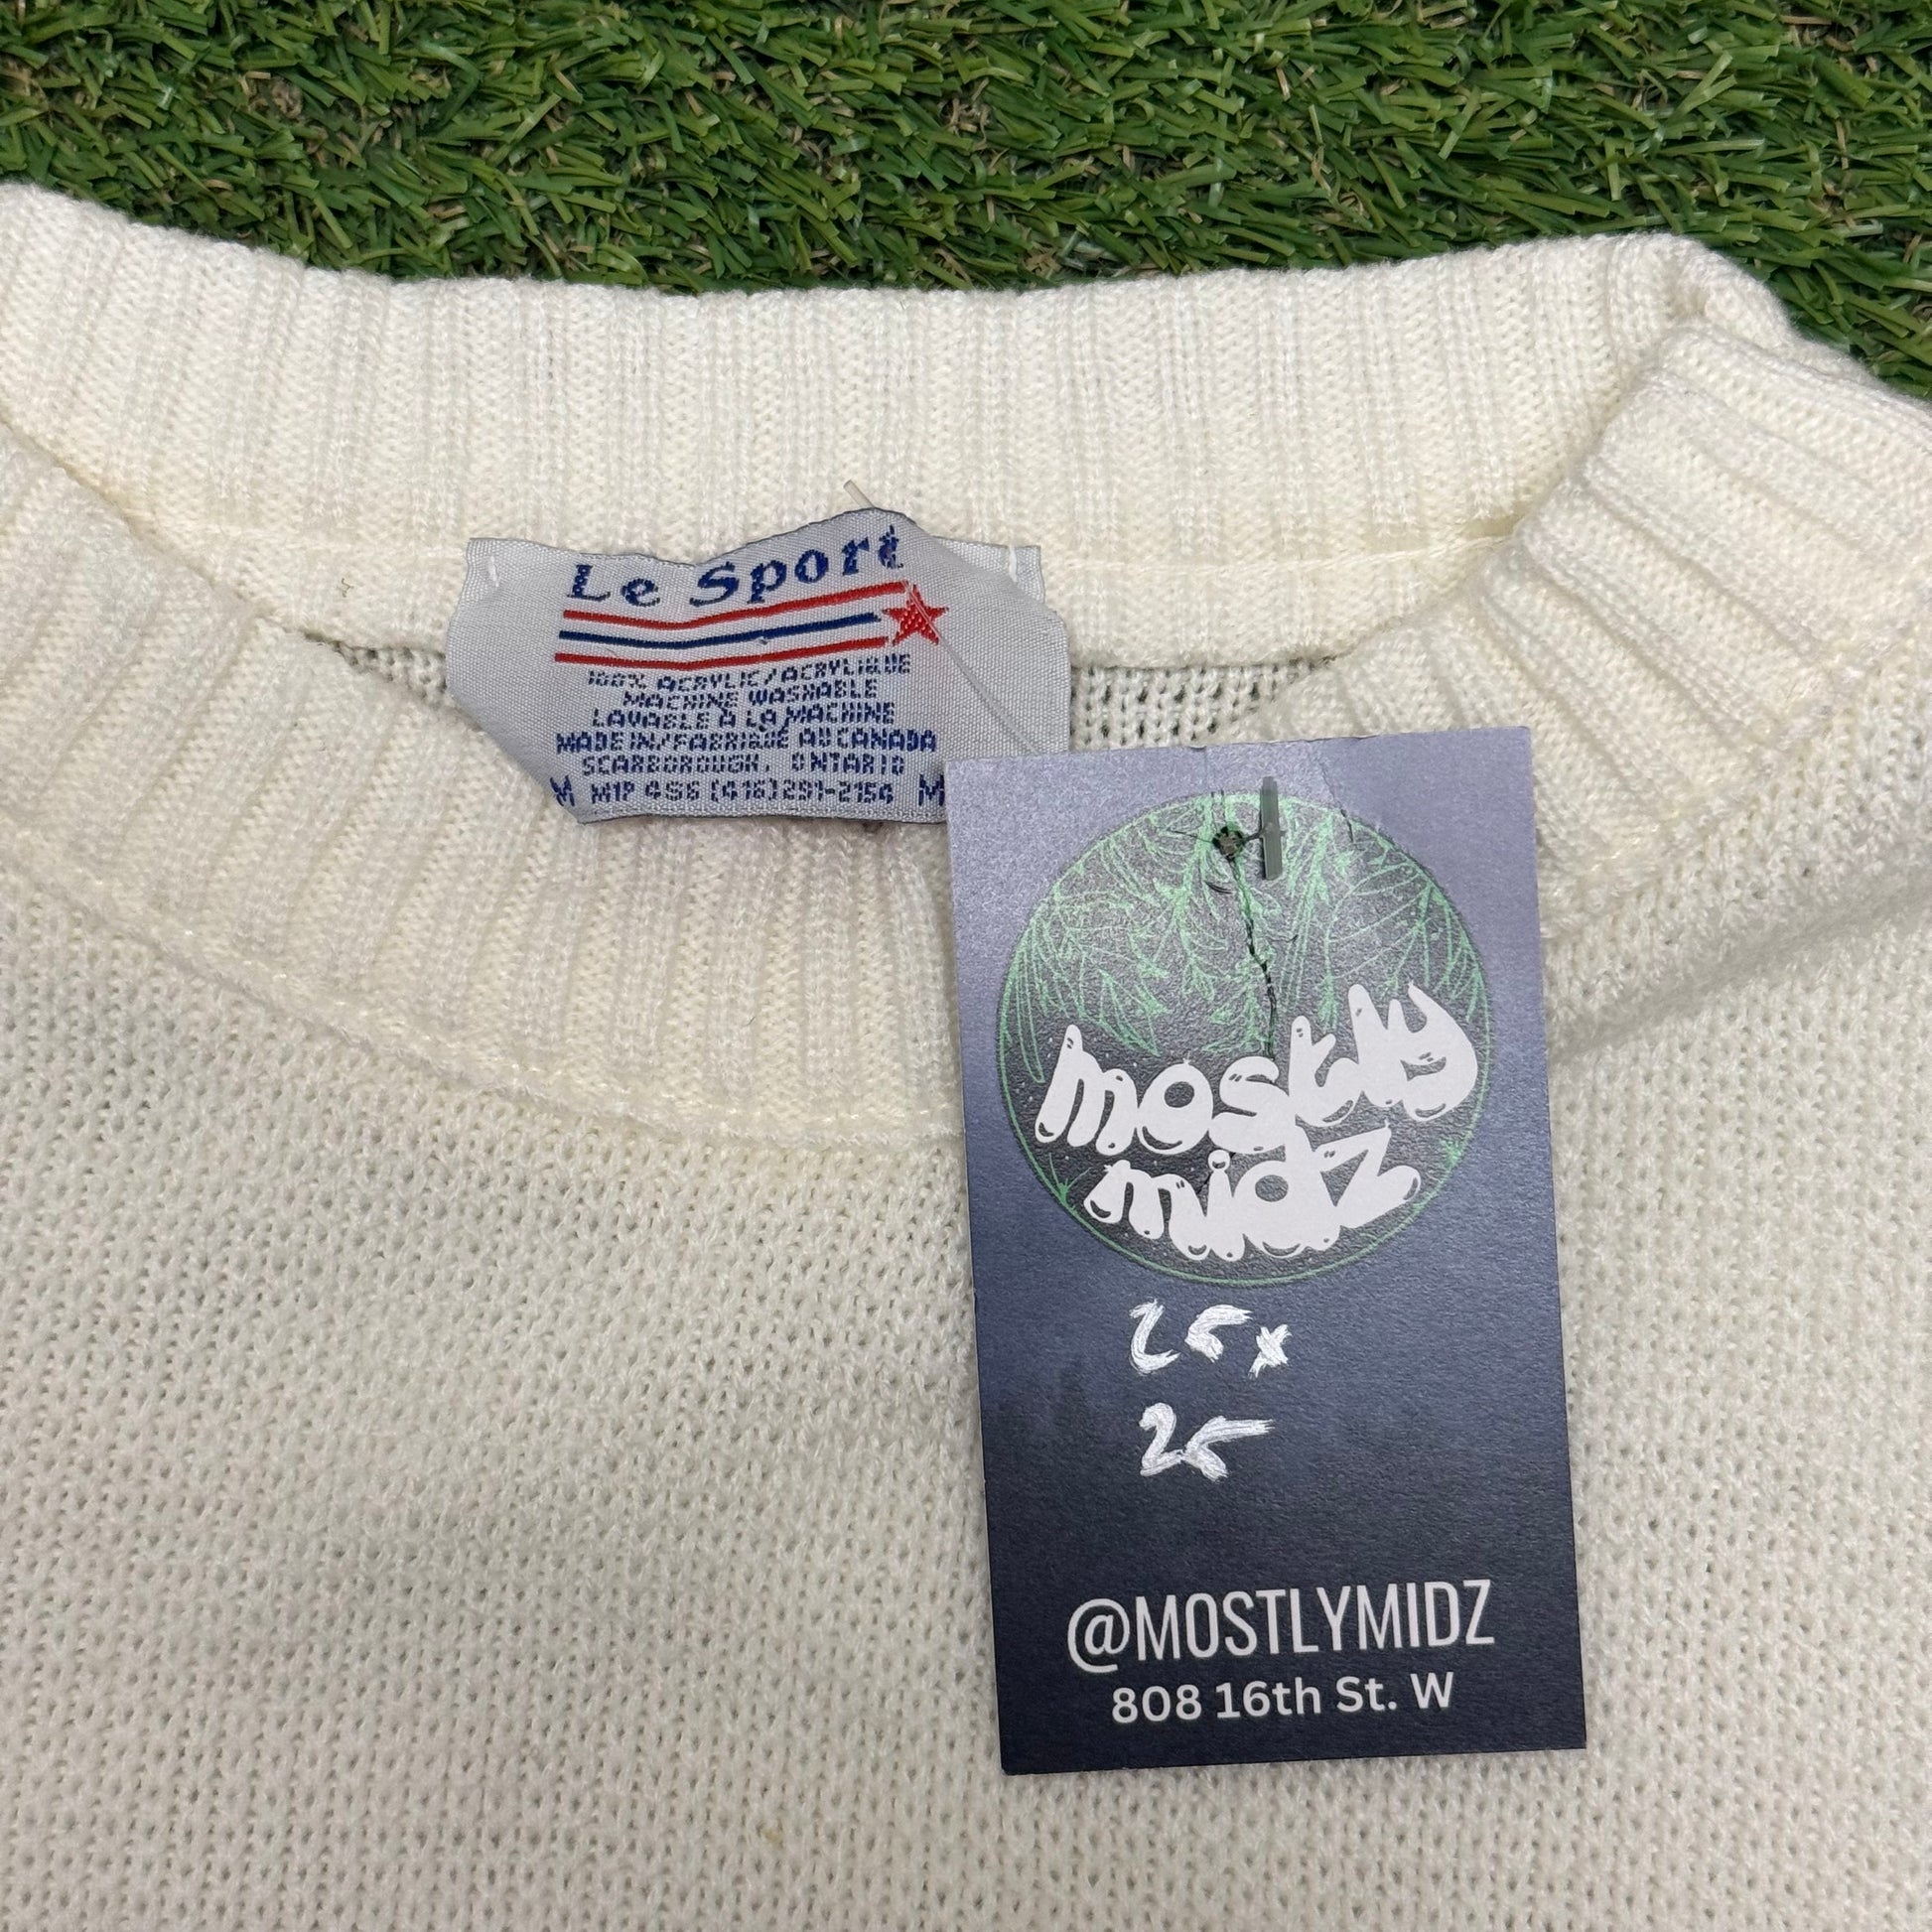 Le Sport
100% ACRYLIC/ACRYLIQUE
MACHINE WASHABLE
LAVABLE À LA MACHINE
MADE IN/FABRIQUÉ AU CANADA
SCARBOROUGH, ONTARIO
M M1P 4S6 (416)291-2154 M
mostly
midz
25x
25
@MOSTLYMIDZ
808 16th St. W